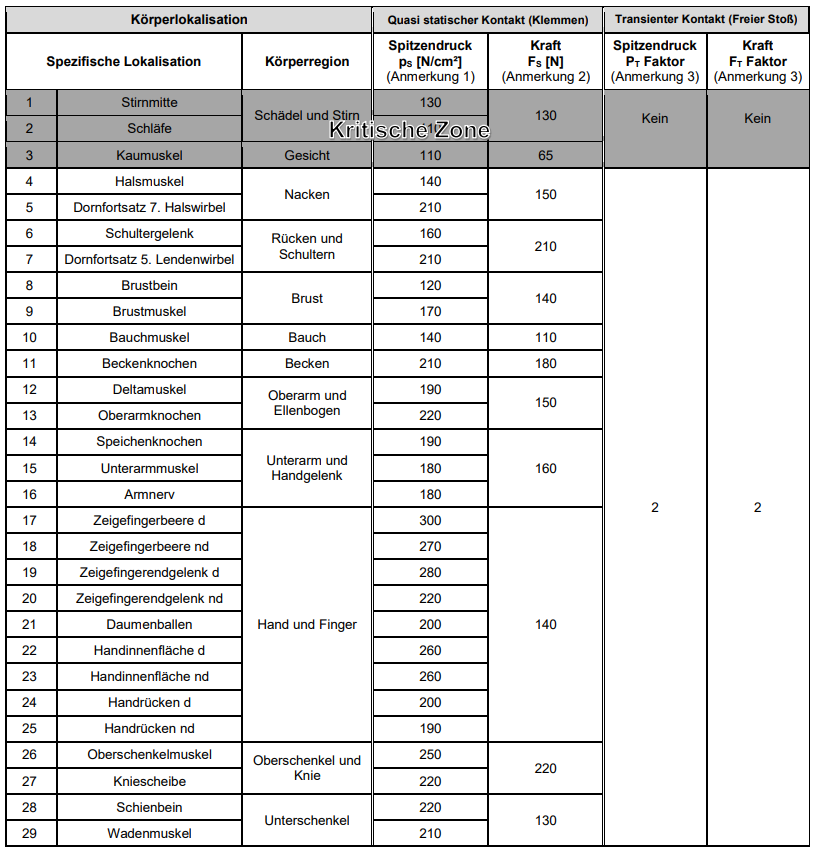 Körperlokalisation Quasi statischer Kontakt (Klemmen) Transienter Kontakt (Freier Stoß)
Spezifische Lokalisation Körperregion Spitzendruck pS [N/cm²] (Anmerkung 1) Kraft FS [N] (Anmerkung 2) Spitzendruck PT Faktor (Anmerkung 3) Kraft FT Faktor (Anmerkung 3)
1 Stirnmitte Schädel und Stirn 130 130 Kein Kein
2 Schläfe
Kritische Zone
3 Kaumuskel Gesicht 110 65
4 Halsmuskel Nacken 140 150
5 Dornfortsatz 7. Halswirbel 210
6 Schultergelenk Rücken und Schultern 160 210
7 Dornfortsatz 5. Lendenwirbel 210
8 Brustbein Brust 120 140
9 Brustmuskel 170
10 Bauchmuskel Bauch 140 110
11 Beckenknochen Becken 210 180
12 Deltamuskel Oberarm und Ellenbogen 190 150
13 Oberarmknochen 220
14 Speichenknochen Unterarm und Handgelenk 190 160
15 Unterarmmuskel 180
16 Armnerv 180
17 Zeigefingerbeere d Hand und Finger 300 140 2 2
18 Zeigefingerbeere nd 270
19 Zeigefingerendgelenk d 280
20 Zeigefingerendgelenk nd 220
21 Daumenballen 200
22 Handinnenfläche d 260
23 Handinnenfläche nd 260
24 Handrücken d 200
25 Handrücken nd 190
26 Oberschenkelmuskel Oberschenkel und Knie 250 220
27 Kniescheibe 220
28 Schienbein Unterschenkel 220 130
29 Wadenmuskel 210